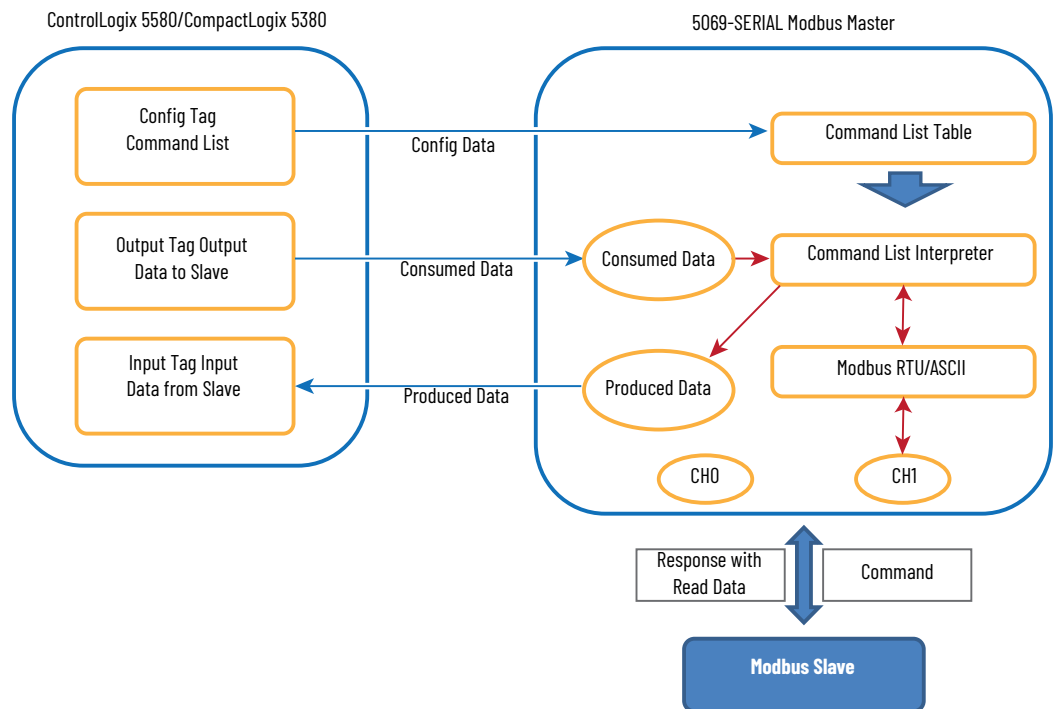 ControlLogix 5580/CompactLogix 5380
5069-SERIAL Modbus Master
Config Tag
Command List
Config Data
Command List Table
Output Tag Output
Data to Slave
Consumed Data
Consumed Data
Command List Interpreter
Input Tag Input
Data from Slave
Produced Data
Produced Data
Modbus RTU/ASCII
CH0
CH1
Response with
Read Data
Command
Modbus Slave